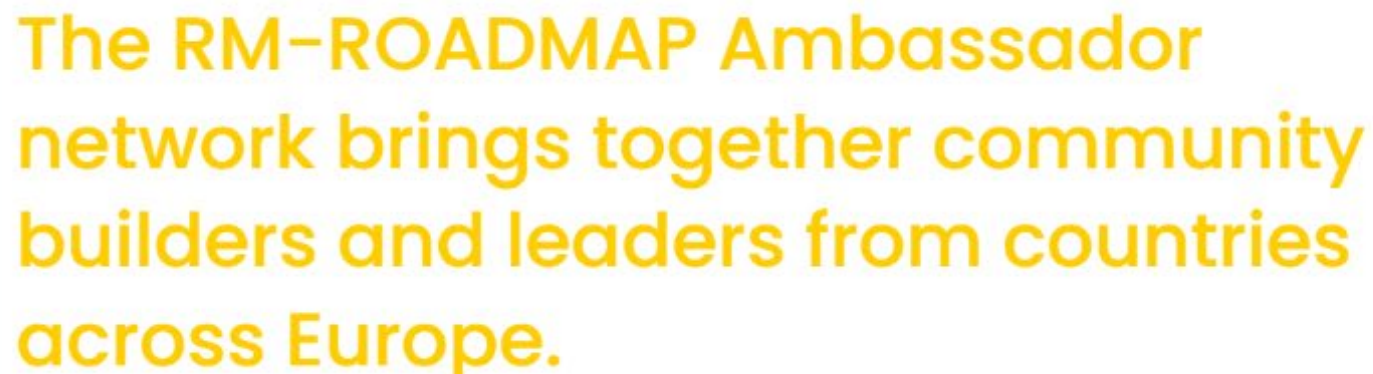 The RM-ROADMAP Ambassador
network brings together community
builders and leaders from countries
across Europe.